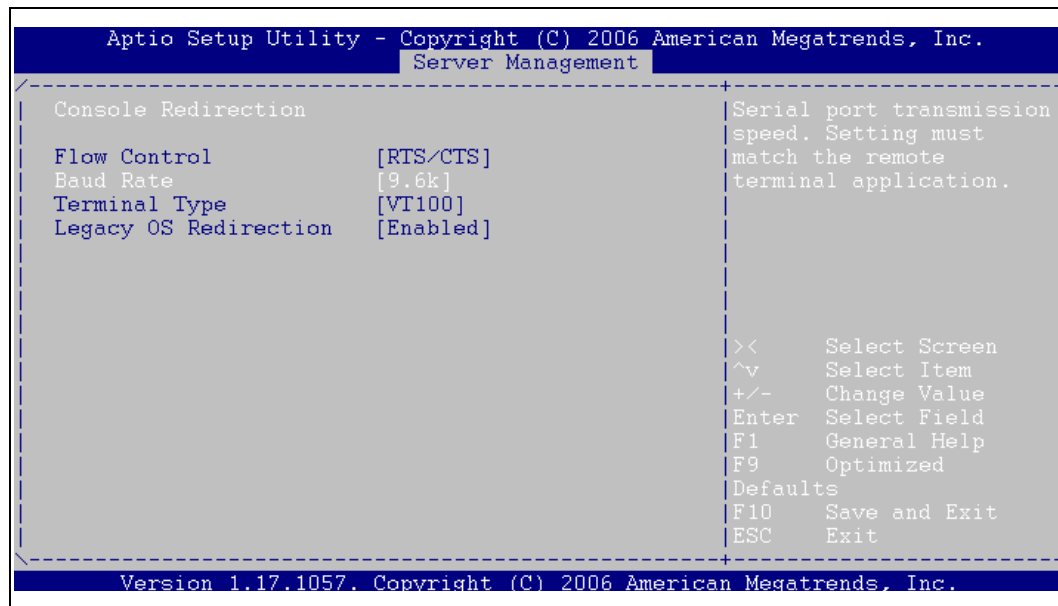 Aptio Setup Utility - Copyright (C) 2006 American Megatrends, Inc.
Server Management
Console Redirection
Flow Control [RTS/CTS]
Baud Rate [9.6k]
Terminal Type [VT100]
Legacy OS Redirection [Enabled]
Serial port transmission
speed. Setting must
match the remote
terminal application.
>< Select Screen
^v Select Item
+/- Change Value
Enter Select Field
F1 General Help
F9 Optimized
Defaults
F10 Save and Exit
ESC Exit
Version 1.17.1057. Copyright (C) 2006 American Megatrends, Inc.